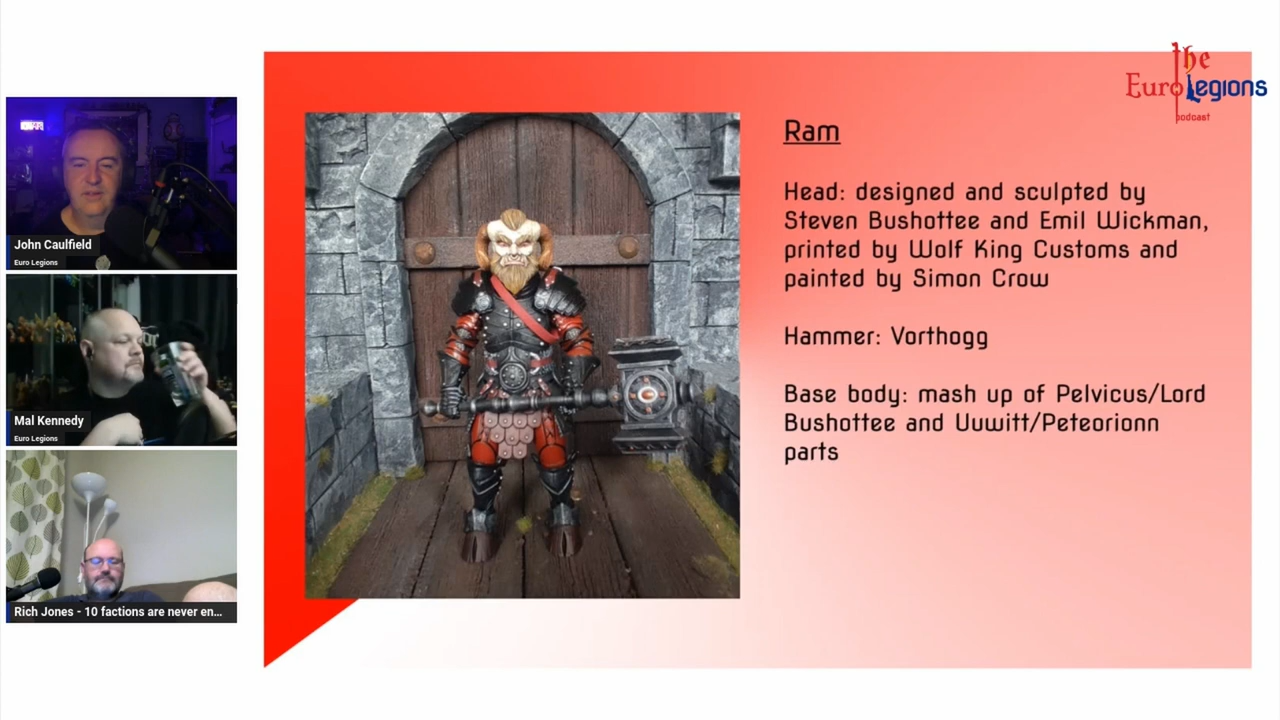 the
Euro Legions
podcast
Ram
Head: designed and sculpted by
Steven Bushottee and Emil Wickman,
printed by Wolf King Customs and
painted by Simon Crow
Hammer: Vorthogg
Base body: mash up of Pelvicus/Lord
Bushottee and Uuwitt/Peteorionn
parts
John Caulfield
Euro Legions
Mal Kennedy
Euro Legions
Rich Jones - 10 factions are never en...